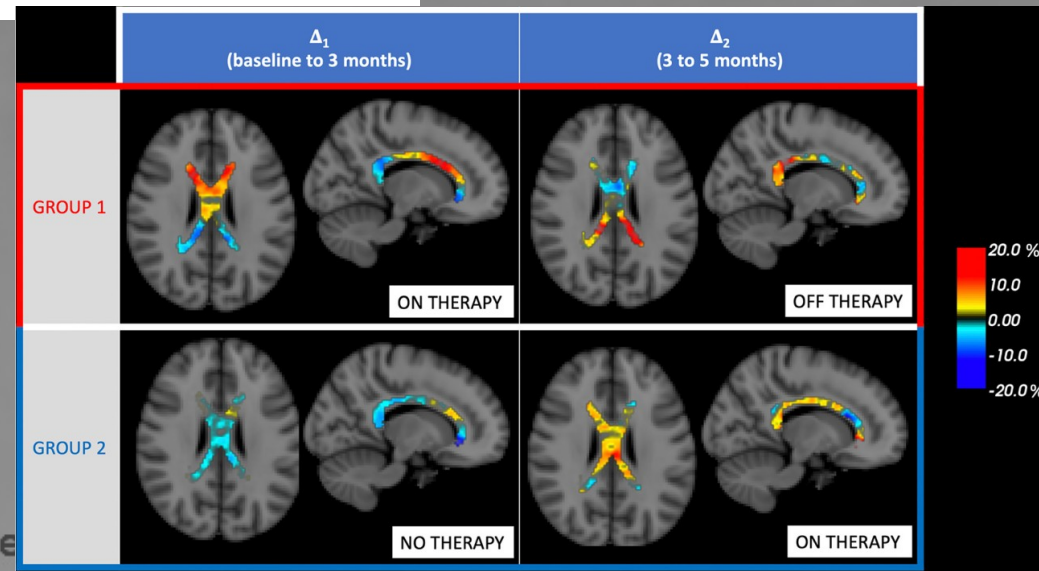 Δ1
(baseline to 3 months)
Δ2
(3 to 5 months)
GROUP 1
ON THERAPY
OFF THERAPY
GROUP 2
NO THERAPY
ON THERAPY
20.0 %
10.0
0.00
-10.0
-20.0 %